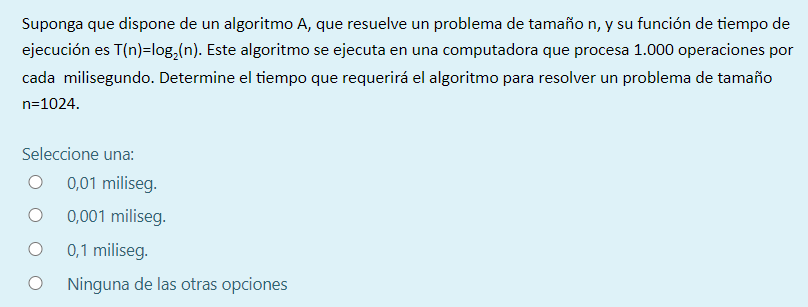 Suponga que dispone de un algoritmo A, que resuelve un problema de tamaño n, y su función de tiempo de
ejecución es T(n)=log₂(n). Este algoritmo se ejecuta en una computadora que procesa 1.000 operaciones por
cada milisegundo. Determine el tiempo que requerirá el algoritmo para resolver un problema de tamaño
n=1024.
Seleccione una:
0,01 miliseg.
0,001 miliseg.
0,1 miliseg.
Ninguna de las otras opciones